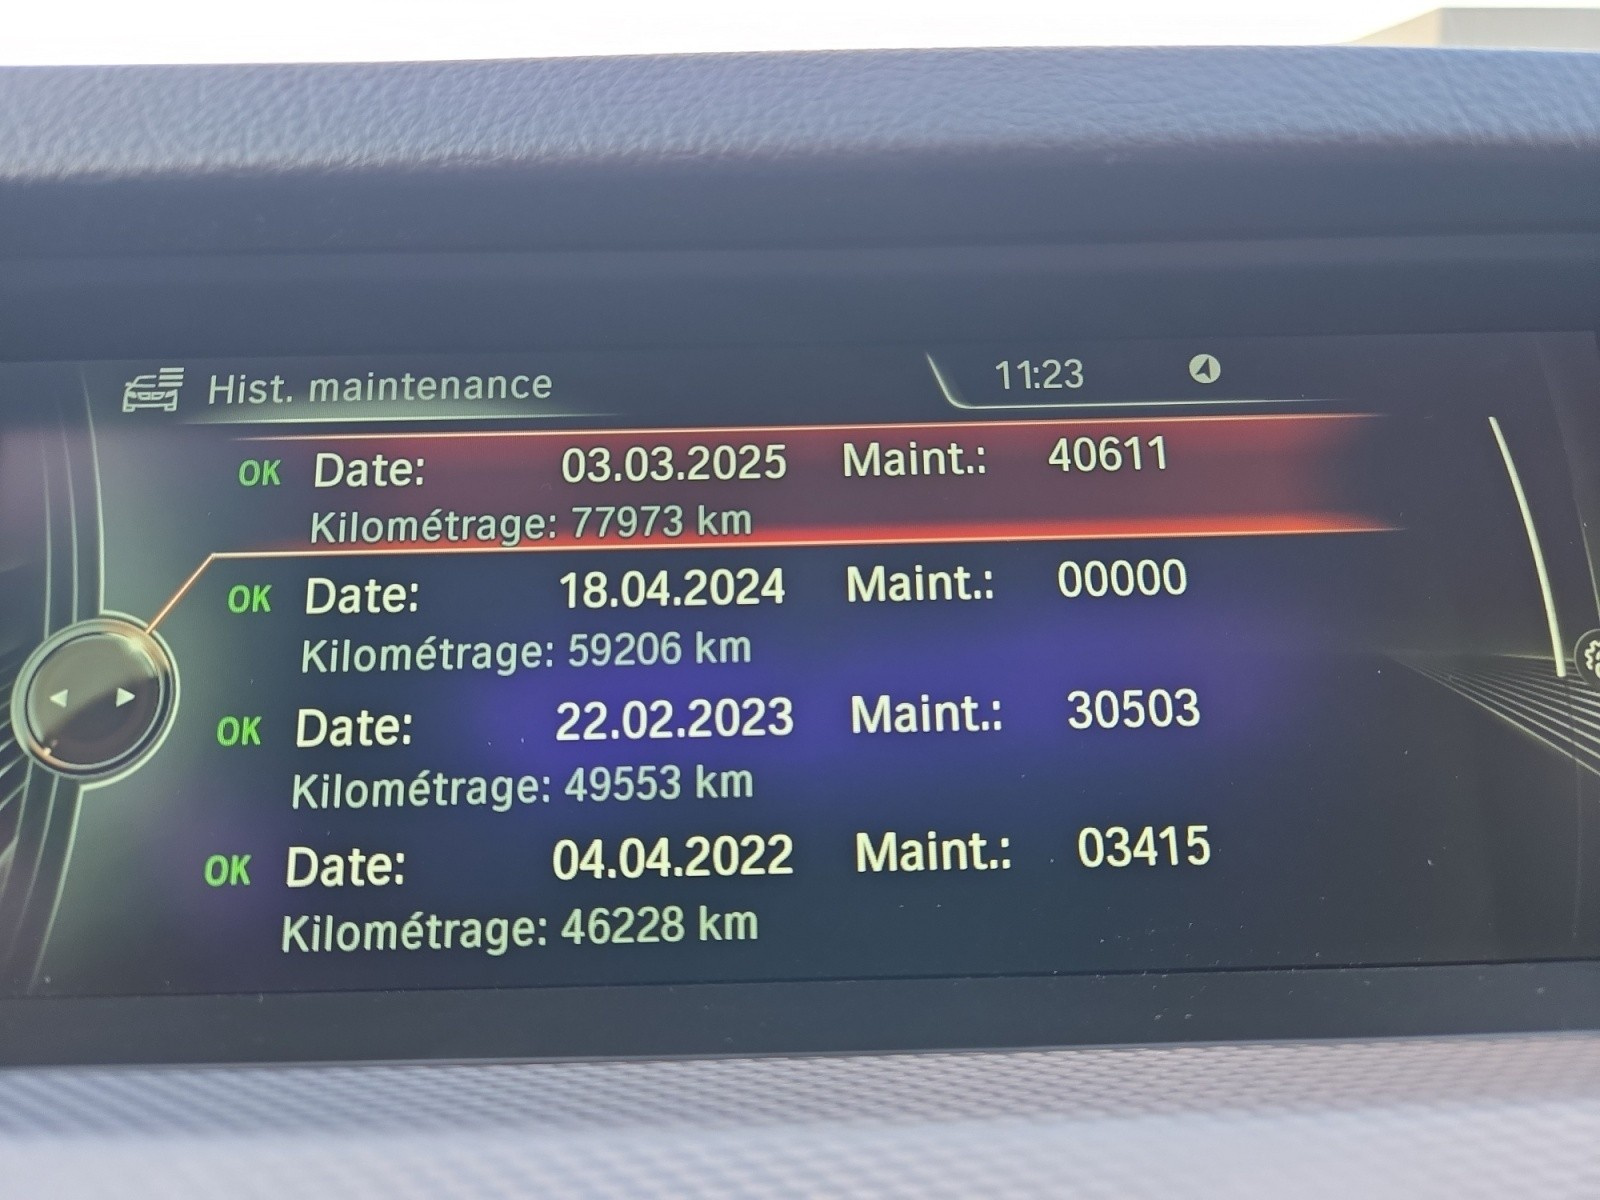 Hist. maintenance 11:23
OK Date: 03.03.2025 Maint.: 40611
Kilométrage: 77973 km
OK Date: 18.04.2024 Maint.: 00000
Kilométrage: 59206 km
OK Date: 22.02.2023 Maint.: 30503
Kilométrage: 49553 km
OK Date: 04.04.2022 Maint.: 03415
Kilométrage: 46228 km